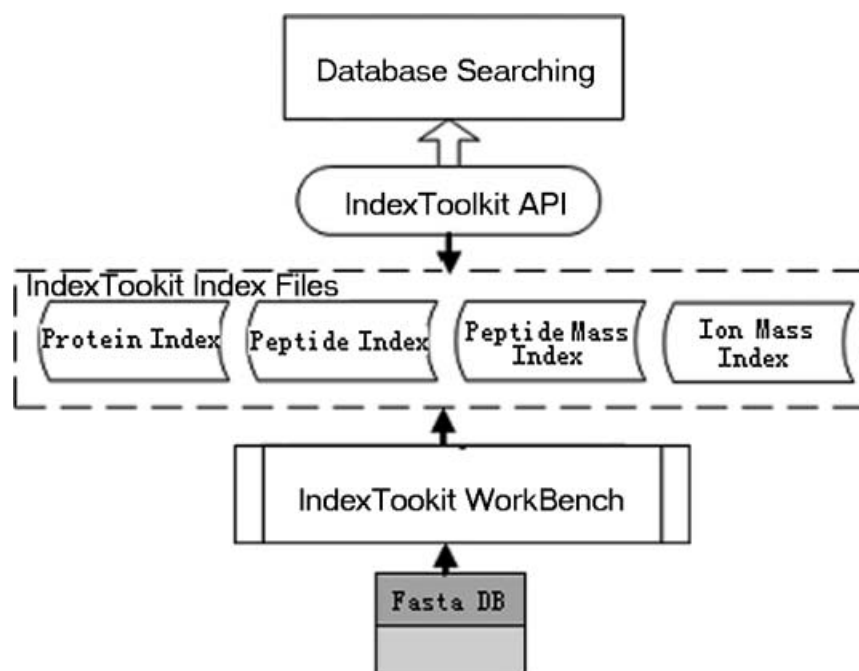 Database Searching
IndexToolkit API
IndexTookit Index Files
Protein Index
Peptide Index
Peptide Mass
Index
Ion Mass
Index
IndexTookit WorkBench
Fasta DB